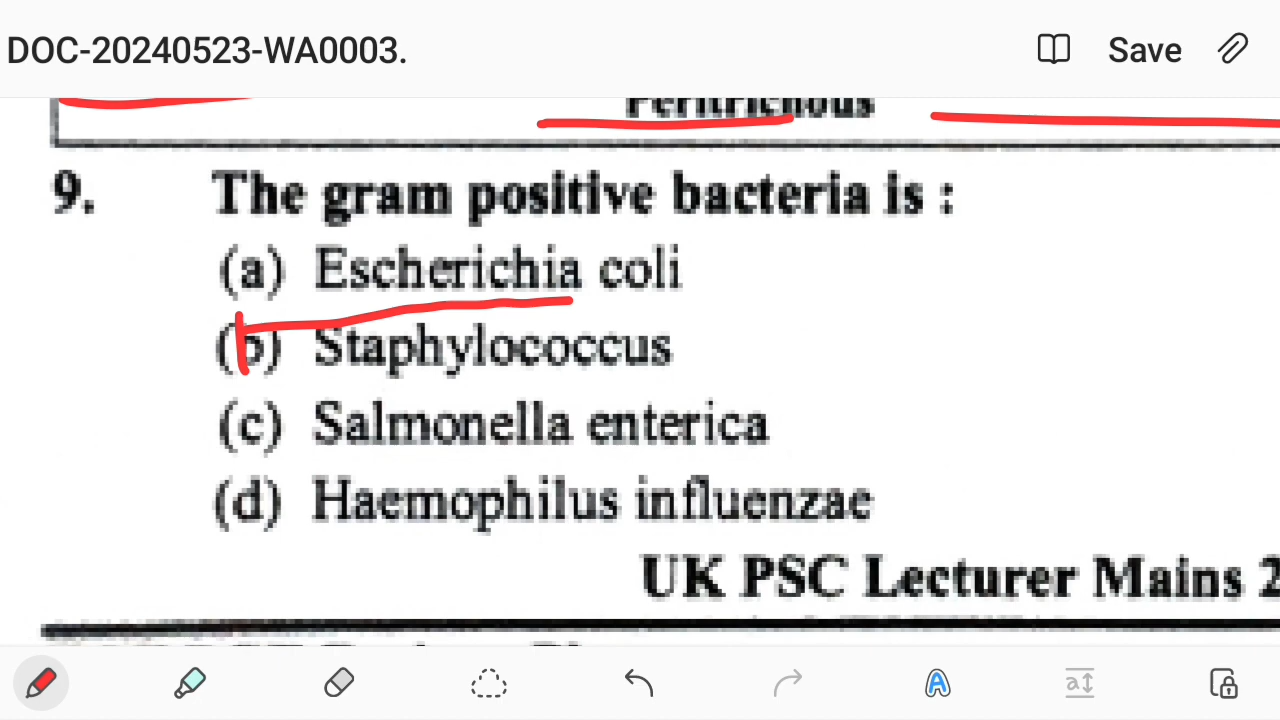 DOC-20240523-WA0003.
Save
Peritrichous
9. The gram positive bacteria is :
(a) Escherichia coli
(b) Staphylococcus
(c) Salmonella enterica
(d) Haemophilus influenzae
UK PSC Lecturer Mains 2